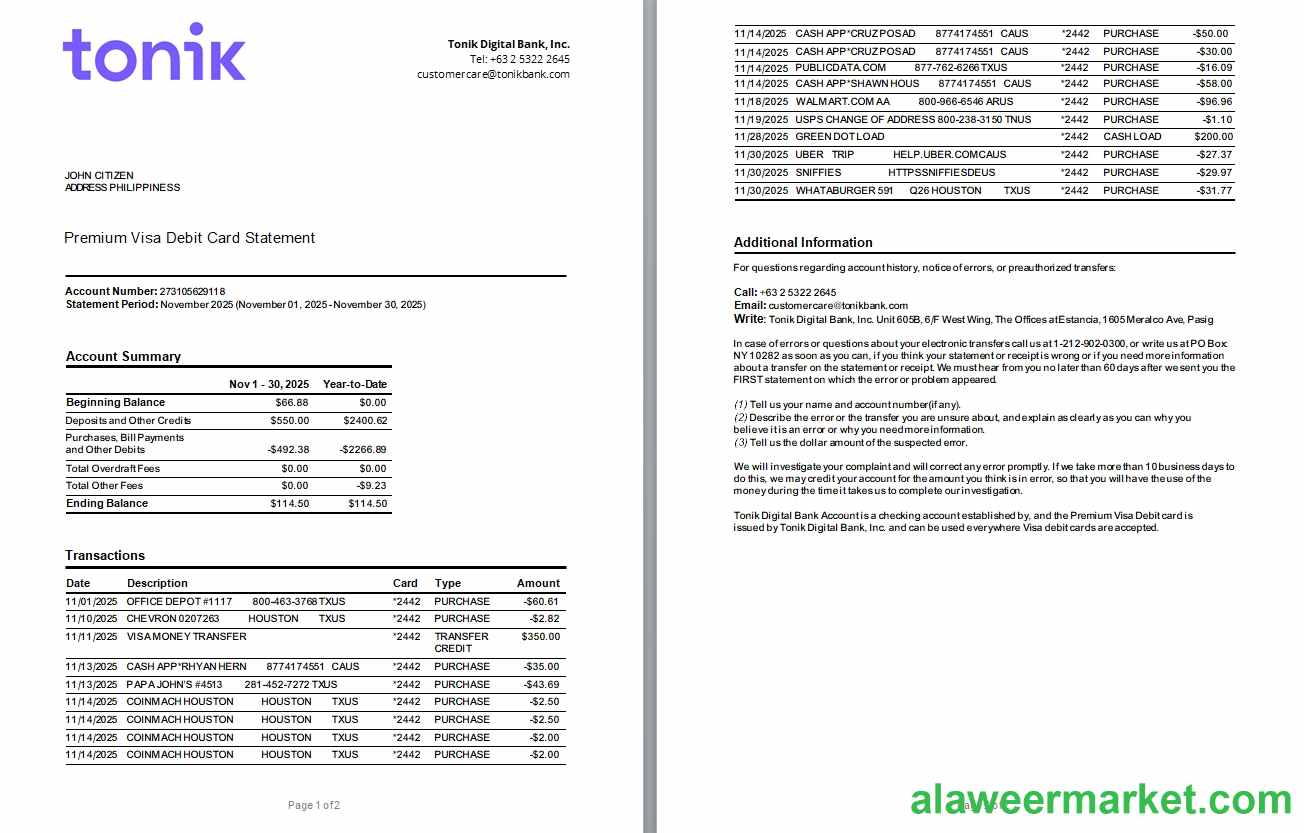 tonik
Tonik Digital Bank, Inc.
Tel: +63 2 5322 2645
customercare@tonikbank.com
JOHN CITIZEN
ADDRESS PHILIPPINESS
Premium Visa Debit Card Statement
Account Number: 273105629118
Statement Period: November 2025 (November 01, 2025 - November 30, 2025)
Account Summary
Nov 1 - 30, 2025 Year-to-Date
Beginning Balance $66.88 $0.00
Deposits and Other Credits $550.00 $2400.62
Purchases, Bill Payments
and Other Debits -$492.38 -$2266.89
Total Overdraft Fees $0.00 $0.00
Total Other Fees $0.00 -$9.23
Ending Balance $114.50 $114.50
Transactions
Date Description Card Type Amount
11/01/2025 OFFICE DEPOT #1117 800-463-3768 TXUS *2442 PURCHASE -$60.61
11/10/2025 CHEVRON 0207263 HOUSTON TXUS *2442 PURCHASE -$2.82
11/11/2025 VISA MONEY TRANSFER *2442 TRANSFER $350.00
CREDIT
11/13/2025 CASH APP*RHYAN HERN 8774174551 CAUS *2442 PURCHASE -$35.00
11/13/2025 PAPA JOHN'S #4513 281-452-7272 TXUS *2442 PURCHASE -$43.69
11/14/2025 COINMACH HOUSTON HOUSTON TXUS *2442 PURCHASE -$2.50
11/14/2025 COINMACH HOUSTON HOUSTON TXUS *2442 PURCHASE -$2.50
11/14/2025 COINMACH HOUSTON HOUSTON TXUS *2442 PURCHASE -$2.00
11/14/2025 COINMACH HOUSTON HOUSTON TXUS *2442 PURCHASE -$2.00
Page 1 of 2
11/14/2025 CASH APP*CRUZ POSAD 8774174551 CAUS *2442 PURCHASE -$50.00
11/14/2025 CASH APP*CRUZ POSAD 8774174551 CAUS *2442 PURCHASE -$30.00
11/14/2025 PUBLICDATA.COM 877-762-6266 TXUS *2442 PURCHASE -$16.09
11/14/2025 CASH APP*SHAWN HOUS 8774174551 CAUS *2442 PURCHASE -$58.00
11/18/2025 WALMART.COM AA 800-966-6546 ARUS *2442 PURCHASE -$96.96
11/19/2025 USPS CHANGE OF ADDRESS 800-238-3150 TNUS *2442 PURCHASE -$1.10
11/28/2025 GREEN DOT LOAD *2442 CASH LOAD $200.00
11/30/2025 UBER TRIP HELP.UBER.COMCAUS *2442 PURCHASE -$27.37
11/30/2025 SNIFFIES HTTPSSNIFFIESDEUS *2442 PURCHASE -$29.97
11/30/2025 WHATABURGER 591 Q26 HOUSTON TXUS *2442 PURCHASE -$31.77
Additional Information
For questions regarding account history, notice of errors, or preauthorized transfers:
Call: +63 2 5322 2645
Email: customercare@tonikbank.com
Write: Tonik Digital Bank, Inc. Unit 605B, 6/F West Wing, The Offices at Estancia, 1605 Meralco Ave, Pasig
In case of errors or questions about your electronic transfers call us at 1-212-902-0300, or write us at PO Box
NY 10282 as soon as you can, if you think your statement or receipt is wrong or if you need more information
about a transfer on the statement or receipt. We must hear from you no later than 60 days after we sent you the
FIRST statement on which the error or problem appeared.
(1) Tell us your name and account number (if any).
(2) Describe the error or the transfer you are unsure about, and explain as clearly as you can why you
believe it is an error or why you need more information.
(3) Tell us the dollar amount of the suspected error.
We will investigate your complaint and will correct any error promptly. If we take more than 10 business days to
do this, we may credit your account for the amount you think is in error, so that you will have the use of the
money during the time it takes us to complete our investigation.
Tonik Digital Bank Account is a checking account established by, and the Premium Visa Debit card is
issued by Tonik Digital Bank, Inc. and can be used everywhere Visa debit cards are accepted.
alaweermarket.com